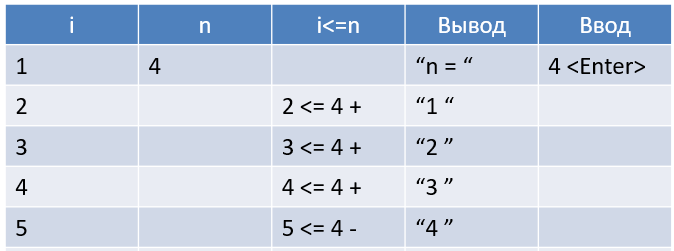 i n i<=n Вывод Ввод
1 4 “n = “ 4 <Enter>
2 2 <= 4 + “1 “
3 3 <= 4 + “2 ”
4 4 <= 4 + “3 ”
5 5 <= 4 - “4 ”